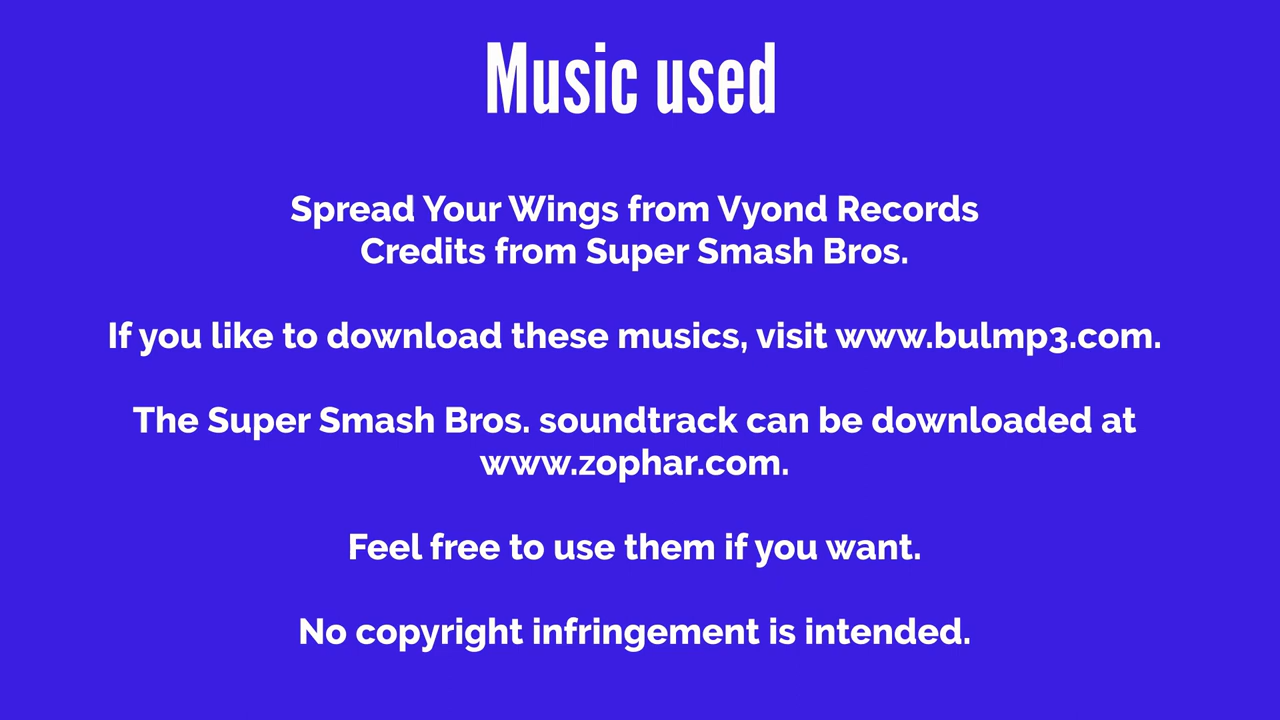 Music used
Spread Your Wings from Vyond Records
Credits from Super Smash Bros.
If you like to download these musics, visit www.bulmp3.com.
The Super Smash Bros. soundtrack can be downloaded at
www.zophar.com.
Feel free to use them if you want.
No copyright infringement is intended.